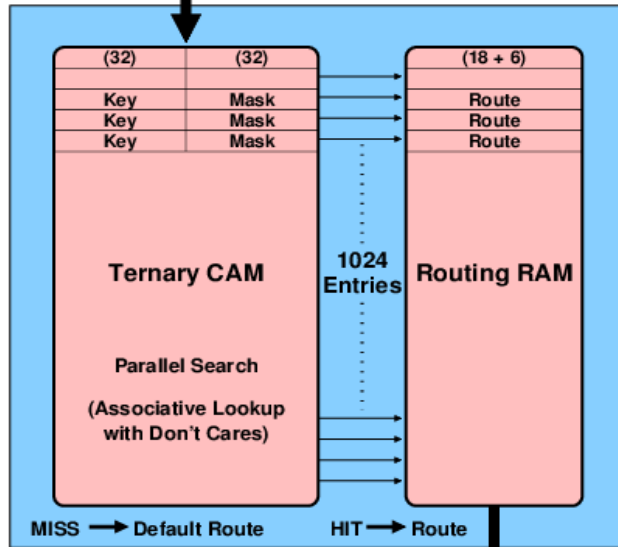 (32) (32) (18 + 6)
Key Mask Route
Key Mask Route
Key Mask Route
Ternary CAM
1024
Entries
Routing RAM
Parallel Search
(Associative Lookup
with Don't Cares)
MISS Default Route HIT Route